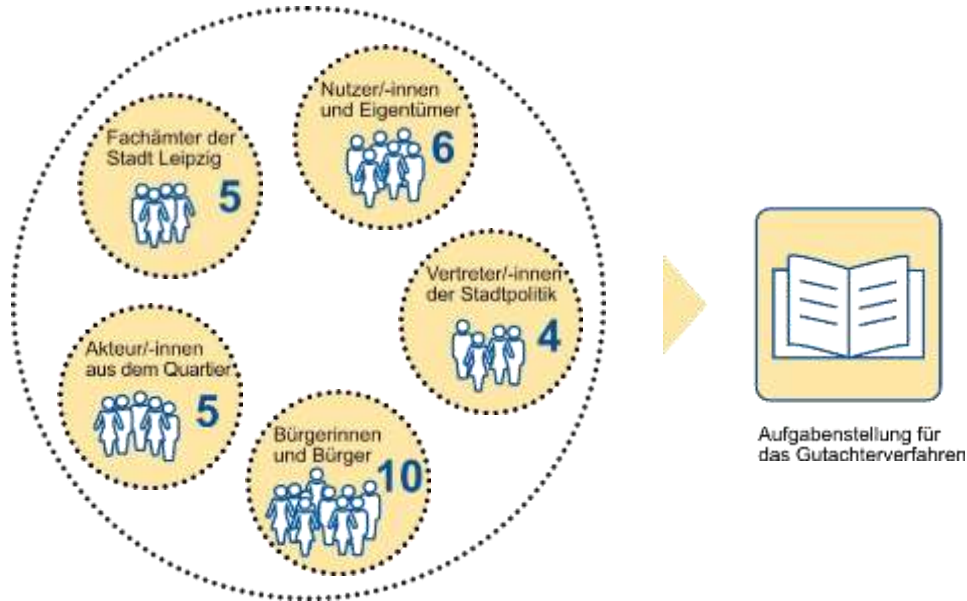 Nutzer/-innen
und Eigentümer
6
Fachämter der
Stadt Leipzig
5
Vertreter/-innen
der Stadtpolitik
4
Akteur/-innen
aus dem Quartier
5
Bürgerinnen
und Bürger
10
Aufgabenstellung für
das Gutachterverfahren